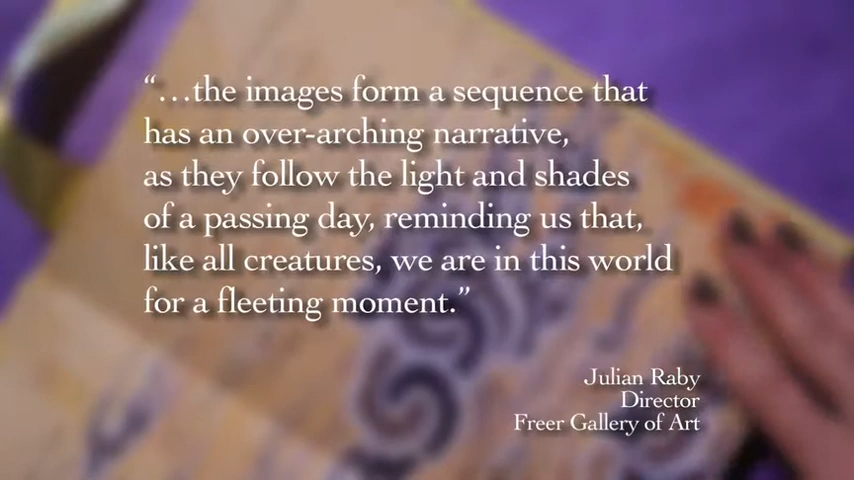 “…the images form a sequence that
has an over-arching narrative,
as they follow the light and shades
of a passing day, reminding us that,
like all creatures, we are in this world
for a fleeting moment.”
Julian Raby
Director
Freer Gallery of Art